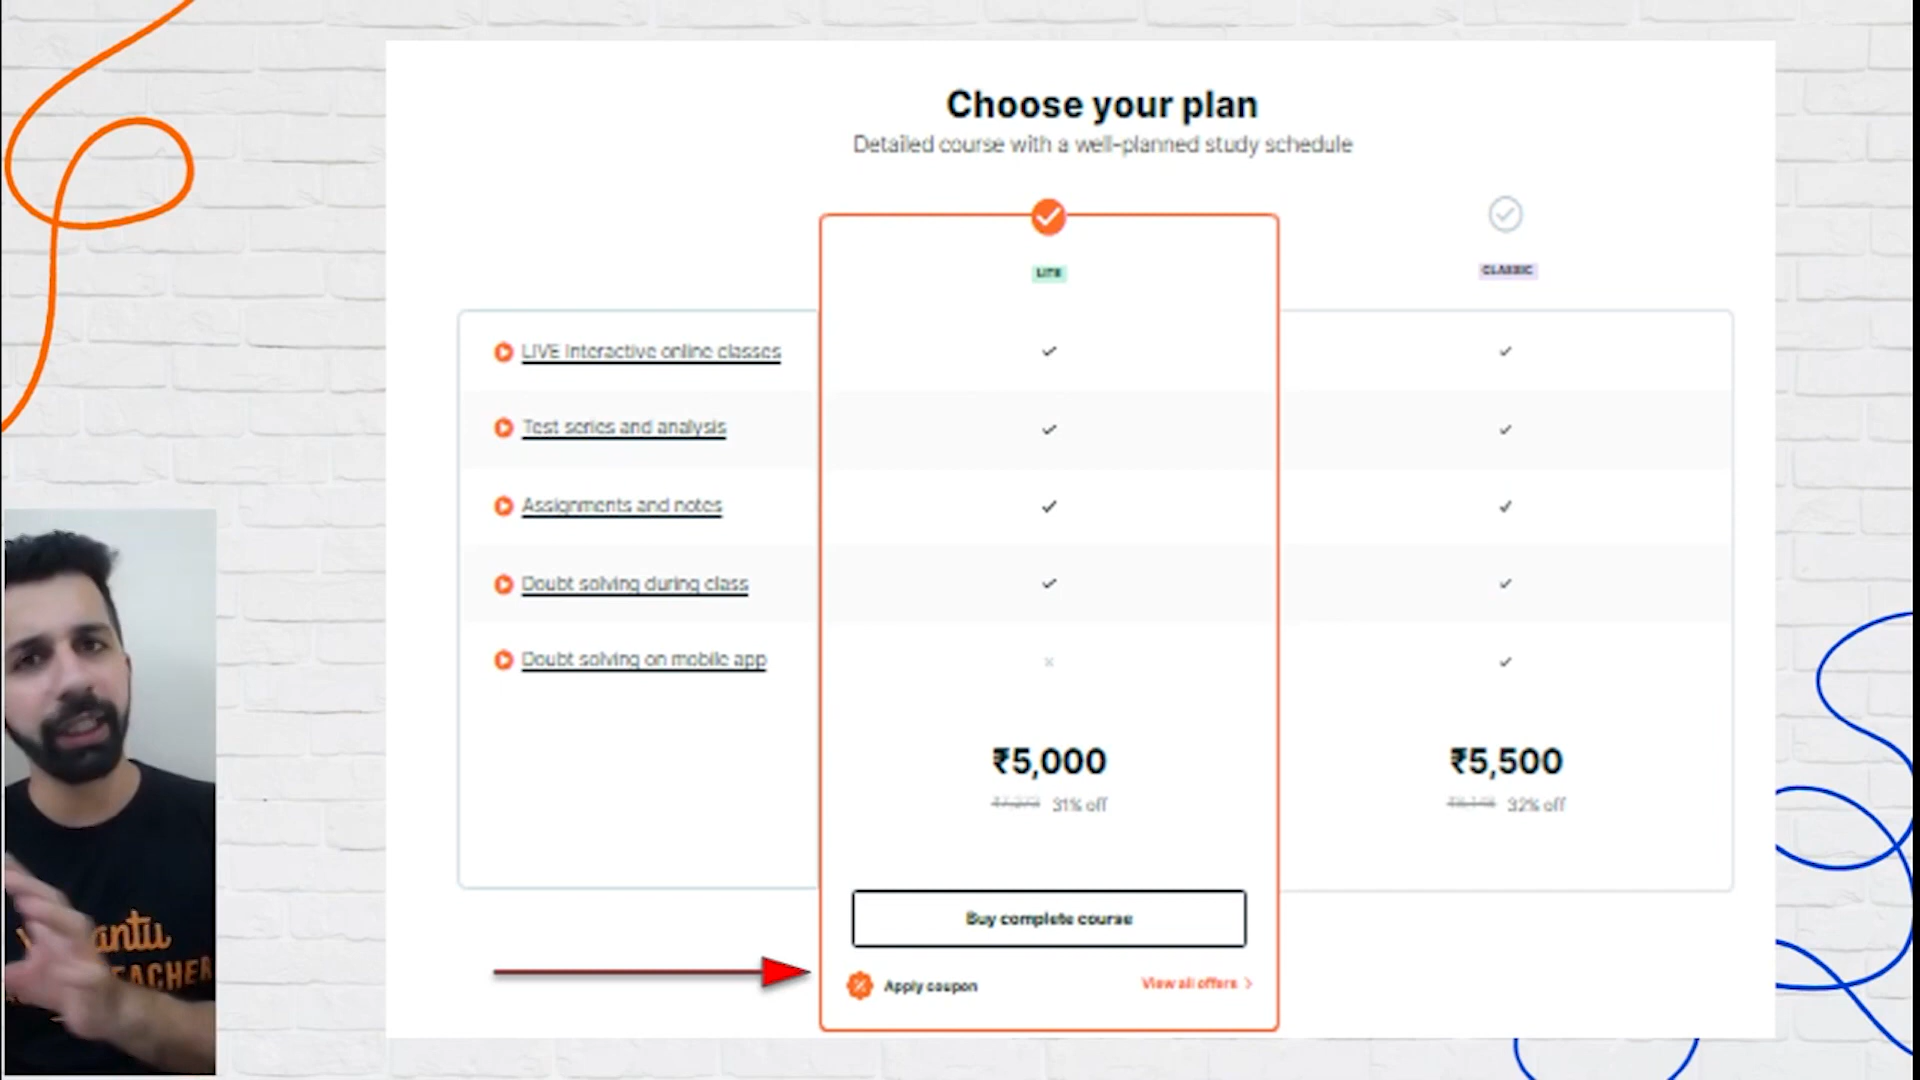 Choose your plan
Detailed course with a well-planned study schedule
LITE
CLASSIC
LIVE Interactive online classes
Test series and analysis
Assignments and notes
Doubt solving during class
Doubt solving on mobile app
₹5,000
₹5,500
31% off
32% off
Buy complete course
Apply coupon
View all offers